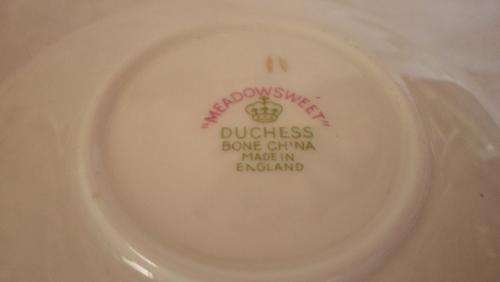 "MEADOWSWEET"
DUCHESS
BONE CHINA
MADE IN
ENGLAND